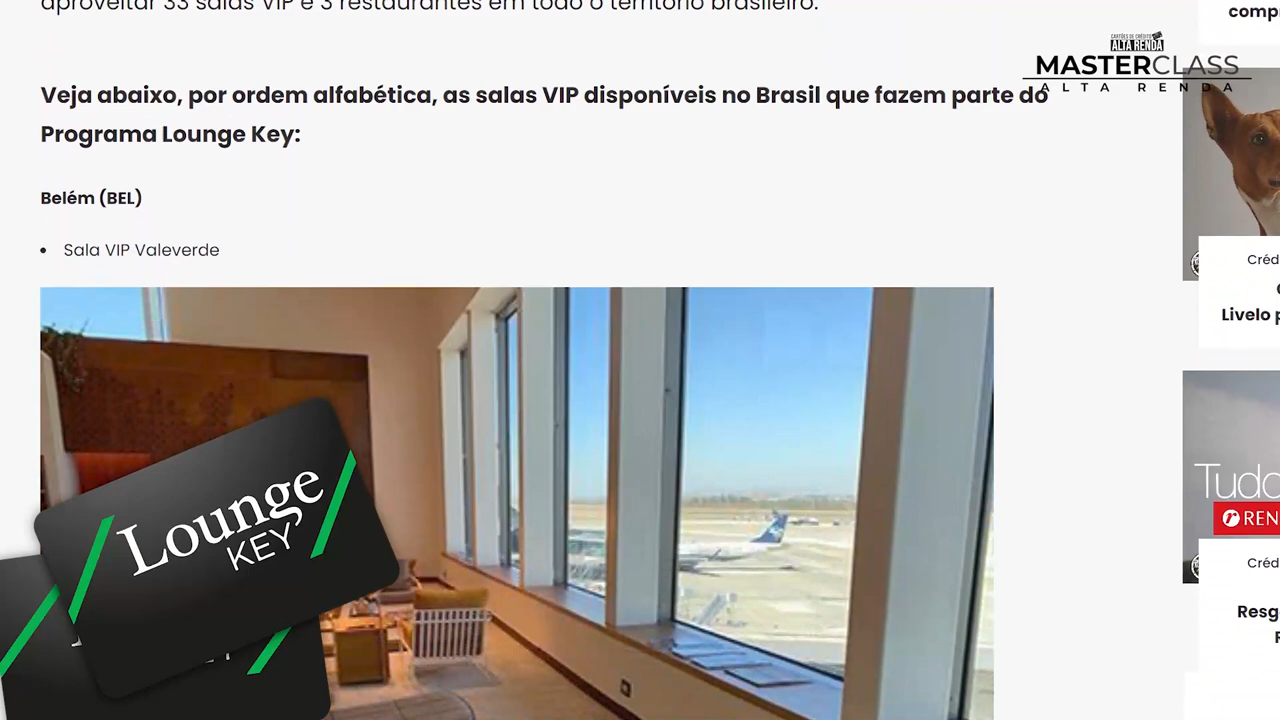 aproveitar 33 salas VIP e 3 restaurantes em todo o território brasileiro.
CARTÕES DE CRÉDITO
ALTA RENDA
MASTERCLASS
ALTA RENDA
Veja abaixo, por ordem alfabética, as salas VIP disponíveis no Brasil que fazem parte do
Programa Lounge Key:
Belém (BEL)
• Sala VIP Valeverde
Lounge
KEY
comp
Créd
Livelo p
Tudo
REN
Créd
Resg